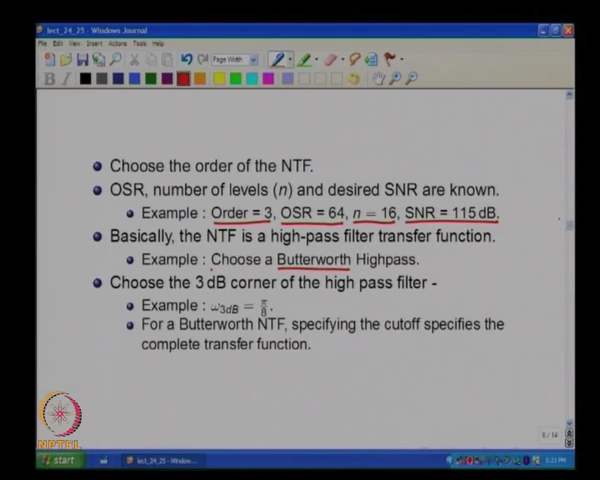 lect_24_25 - Windows Journal
File Edit View Insert Actions Tools Help
Page Width
B I
Choose the order of the NTF.
OSR, number of levels (n) and desired SNR are known.
Example : Order = 3, OSR = 64, n = 16, SNR = 115 dB.
Basically, the NTF is a high-pass filter transfer function.
Example : Choose a Butterworth Highpass.
Choose the 3 dB corner of the high pass filter -
Example : ω3dB = π/8.
For a Butterworth NTF, specifying the cutoff specifies the
complete transfer function.
NPTEL
6 / 14
start
lect_24_25 - Window...
5:21 PM